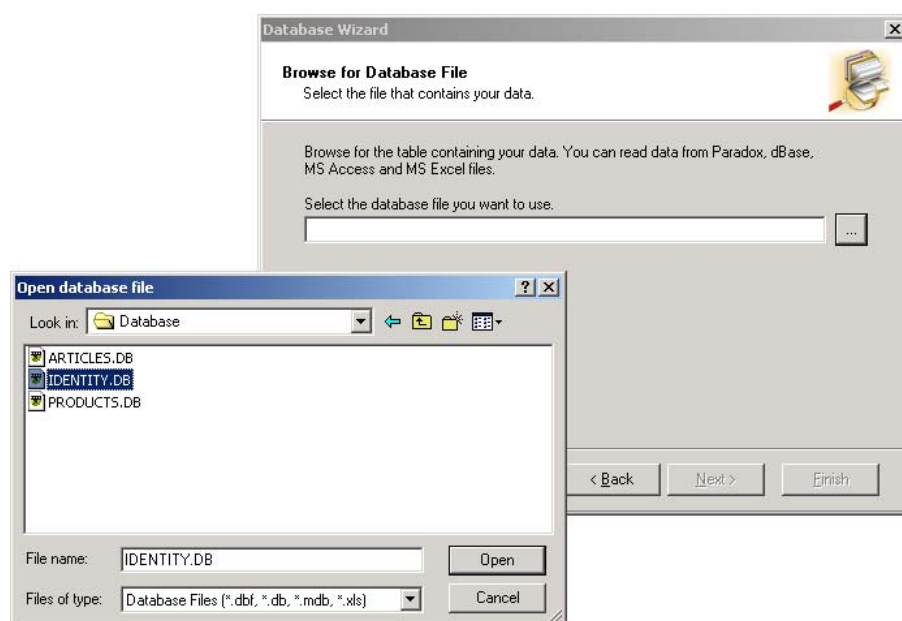 Database Wizard
Browse for Database File
Select the file that contains your data.
Browse for the table containing your data. You can read data from Paradox, dBase,
MS Access and MS Excel files.
Select the database file you want to use.
...
Open database file
Look in: Database
ARTICLES.DB
IDENTITY.DB
PRODUCTS.DB
< Back Next > Finish
File name: IDENTITY.DB Open
Files of type: Database Files (*.dbf, *.db, *.mdb, *.xls) Cancel